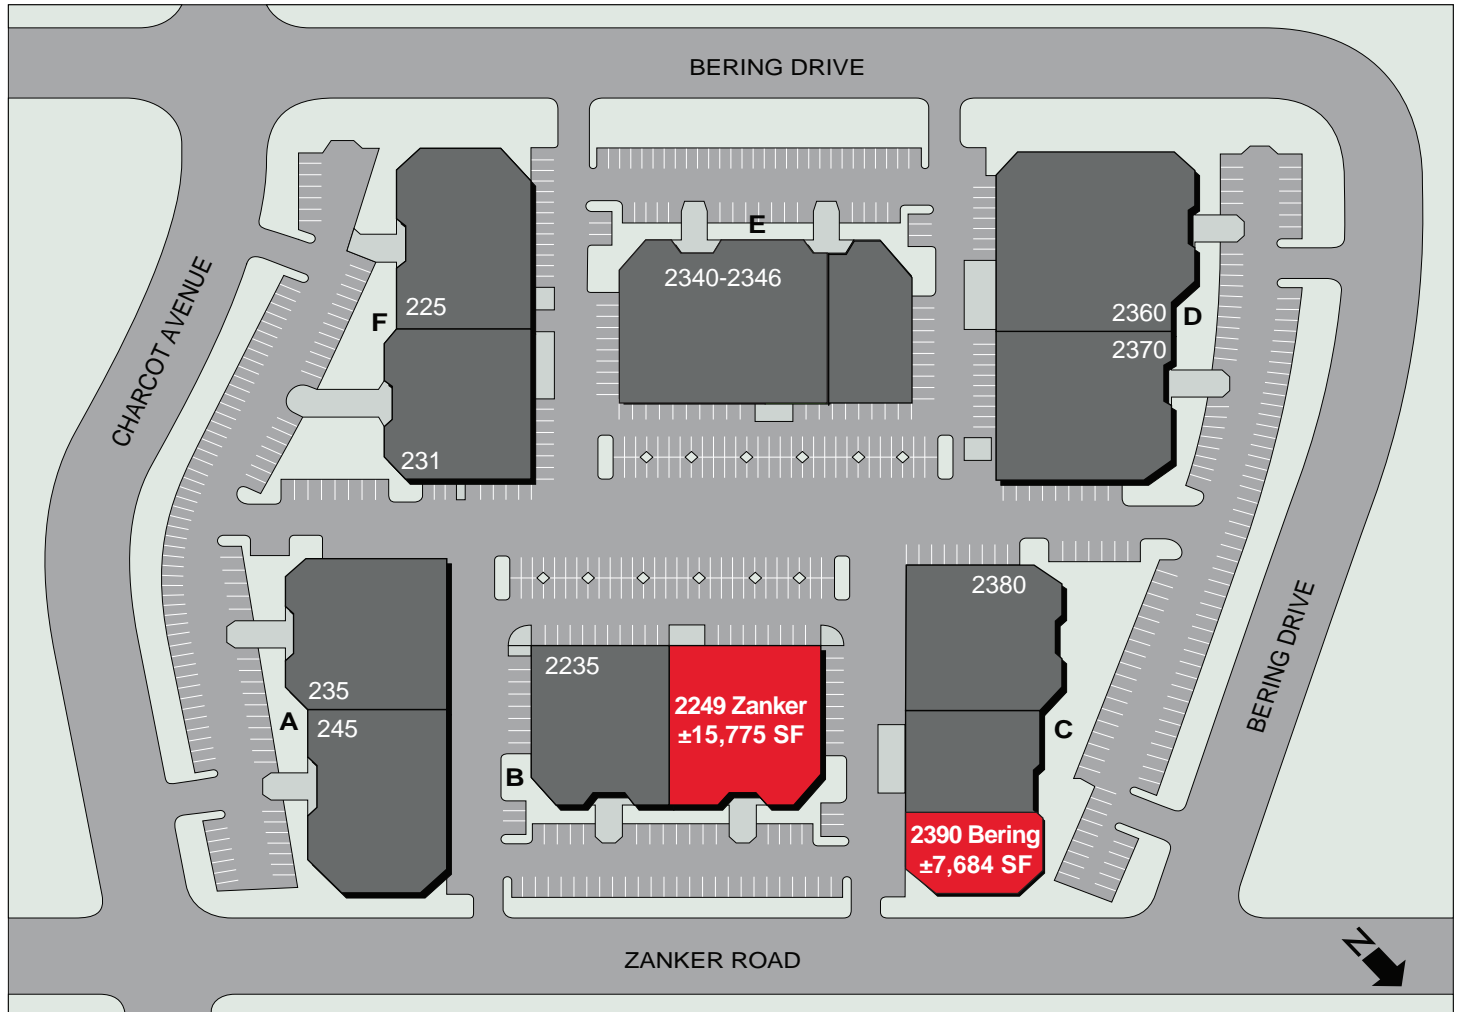 BERING DRIVE
E
2340-2346
225
F
2360
D
2370
CHARCOT AVENUE
231
2380
BERING DRIVE
2235
235
A
245
2249 Zanker
±15,775 SF
C
B
2390 Bering
±7,684 SF
ZANKER ROAD
N